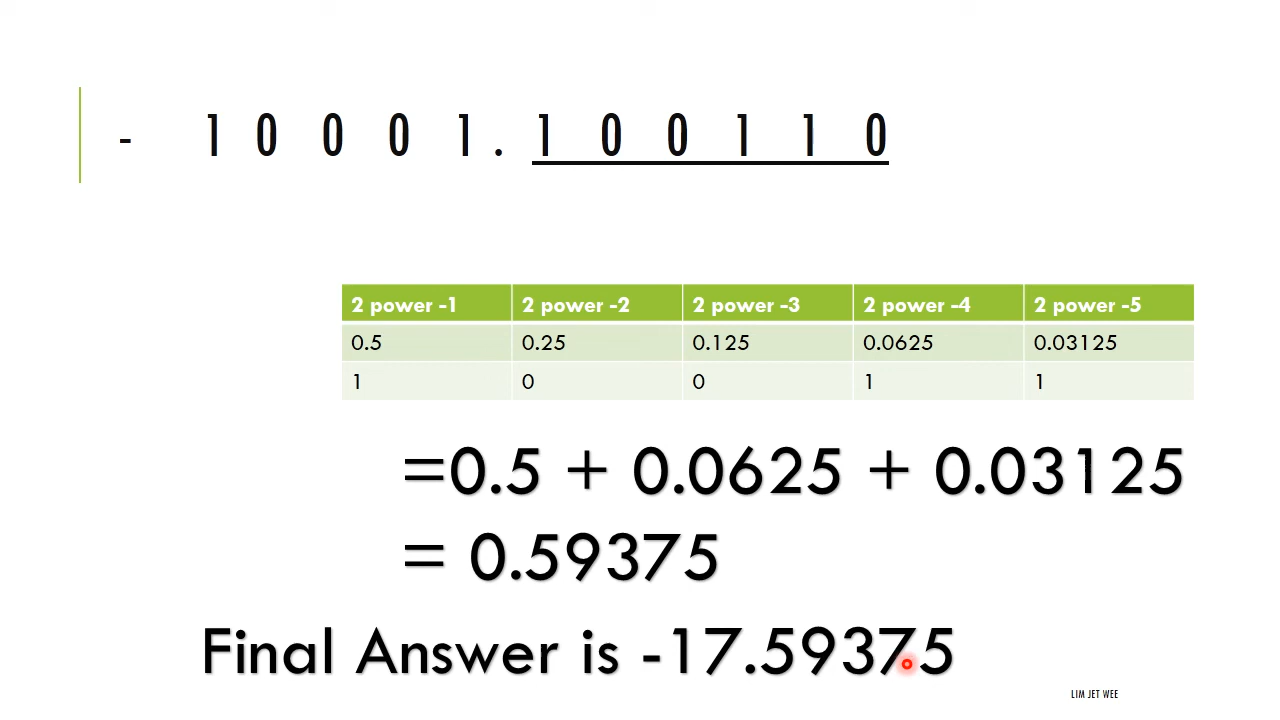 - 1 0 0 0 1 . 1 0 0 1 1 0
2 power -1 2 power -2 2 power -3 2 power -4 2 power -5
0.5 0.25 0.125 0.0625 0.03125
1 0 0 1 1
=0.5 + 0.0625 + 0.03125
= 0.59375
Final Answer is -17.59375
LIM JET WEE